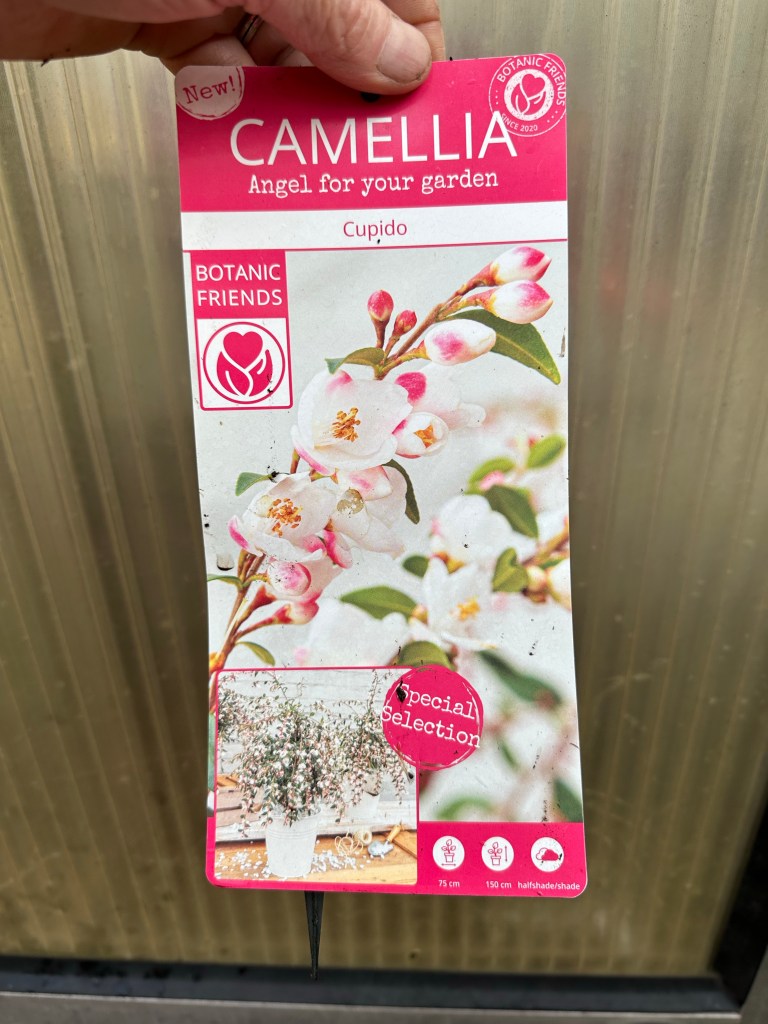 New!
BOTANIC FRIENDS
SINCE 2020
CAMELLIA
Angel for your garden
Cupido
BOTANIC
FRIENDS
Special
Selection
75 cm
150 cm
halfshade/shade